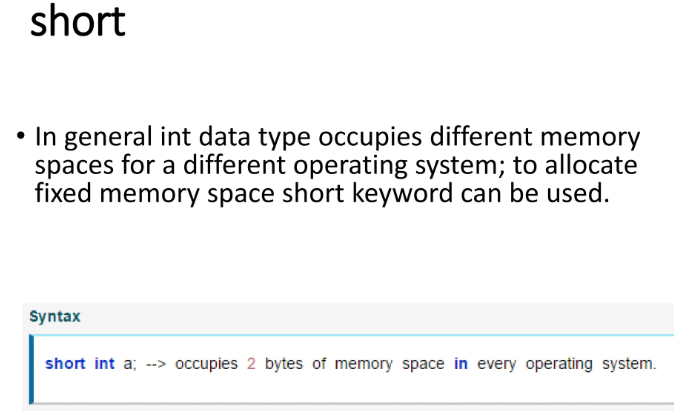 short
• In general int data type occupies different memory
spaces for a different operating system; to allocate
fixed memory space short keyword can be used.
Syntax
short int a; --> occupies 2 bytes of memory space in every operating system.